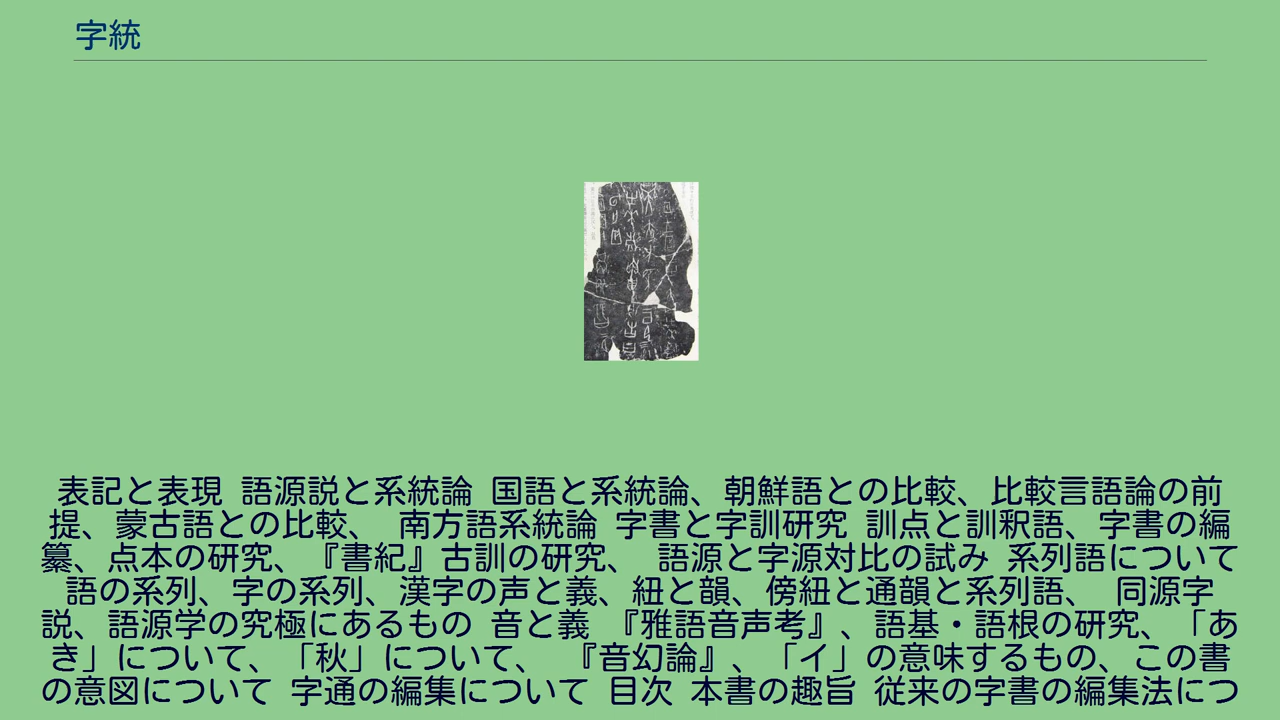 字統
表記と表現 語源説と系統論 国語と系統論、朝鮮語との比較、比較言語論の前
提、蒙古語との比較、 南方語系統論 字書と字訓研究 訓点と訓釈語、字書の編
纂、点本の研究、『書紀』古訓の研究、 語源と字源対比の試み 系列語について
語の系列、字の系列、漢字の声と義、紐と韻、傍紐と通韻と系列語、 同源字
説、語源学の究極にあるもの 音と義 『雅語音声考』、語基・語根の研究、「あ
き」について、「秋」について、 『音幻論』、「イ」の意味するもの、この書
の意図について 字通の編集について 目次 本書の趣旨 従来の字書の編集法につ